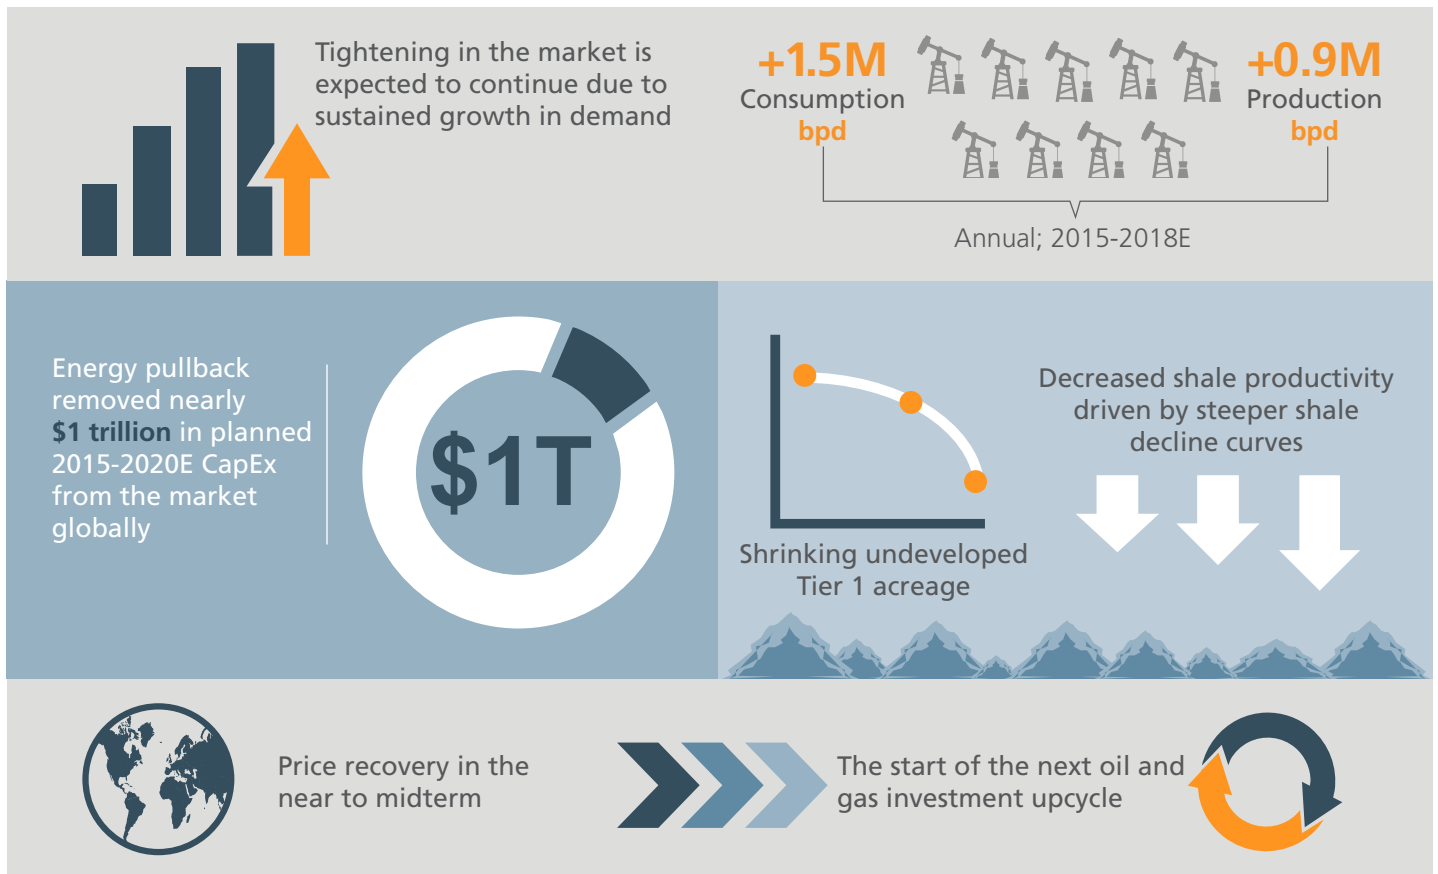 Tightening in the market is
expected to continue due to
sustained growth in demand
+1.5M
Consumption
bpd
+0.9M
Production
bpd
Annual; 2015-2018E
Energy pullback
removed nearly
$1 trillion in planned
2015-2020E CapEx
from the market
globally
$1T
Shrinking undeveloped
Tier 1 acreage
Decreased shale productivity
driven by steeper shale
decline curves
Price recovery in the
near to midterm
The start of the next oil and
gas investment upcycle